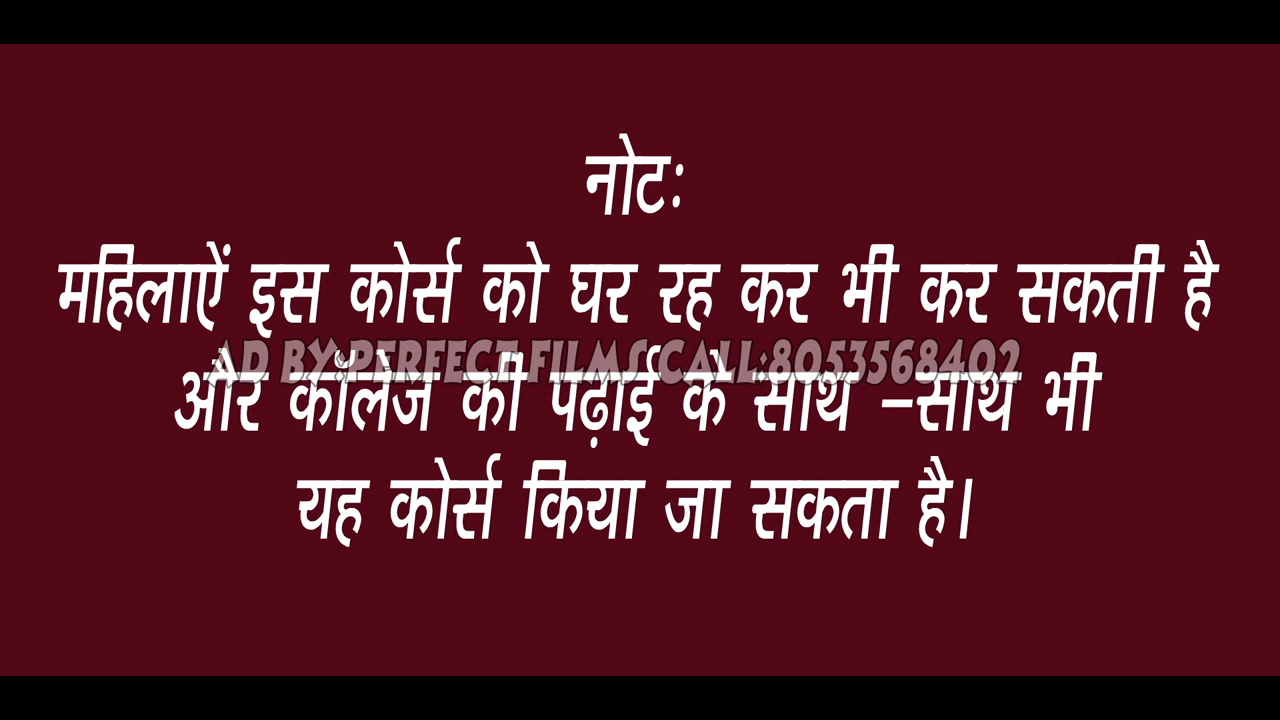 नोटः
महिलाऐं इस कोर्स को घर रह कर भी कर सकती है
AD BY:PERFECT FILMS CALL:8053568402
और कॉलेज की पढ़ाई के साथ -साथ भी
यह कोर्स किया जा सकता है।